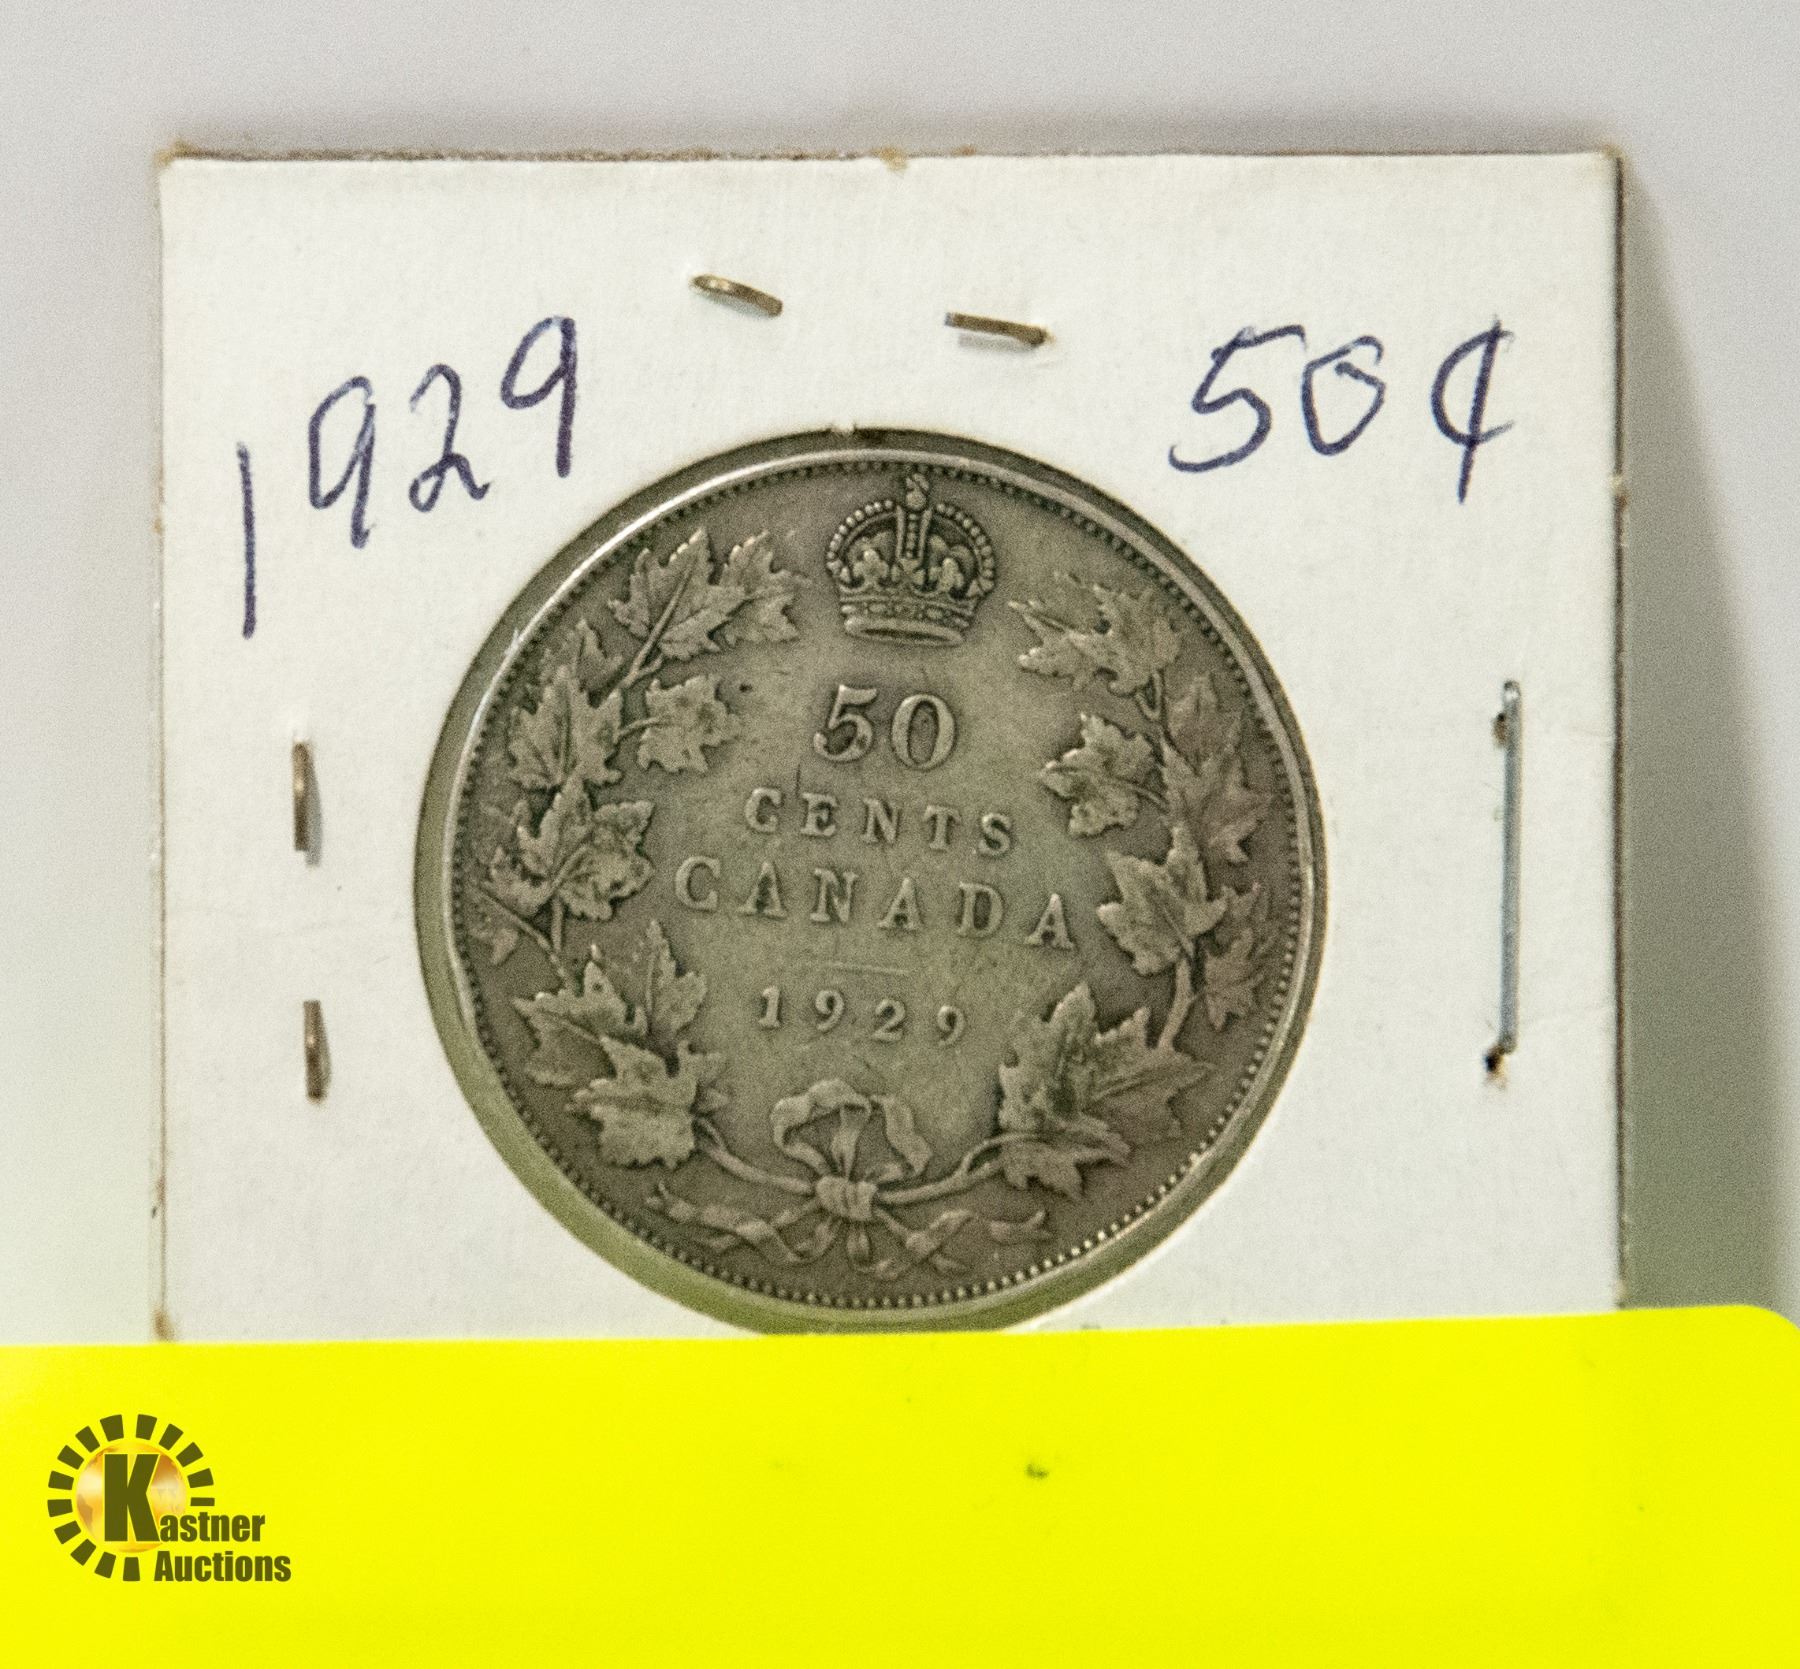 1929
50¢
50
CENTS
CANADA
1929
Kastner
Auctions